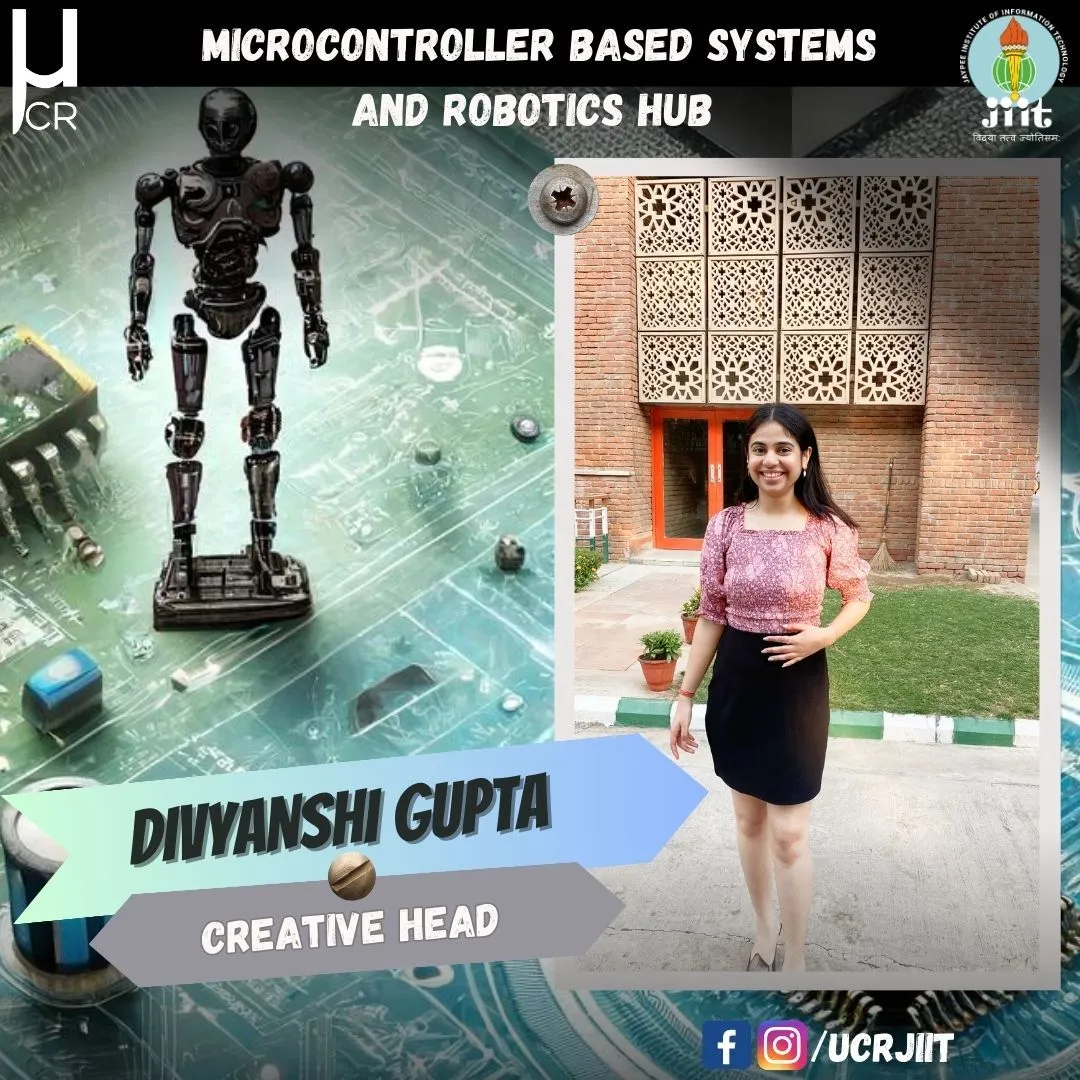 μCR
MICROCONTROLLER BASED SYSTEMS
AND ROBOTICS HUB
JAYPEE INSTITUTE OF INFORMATION TECHNOLOGY
jiit
विद्या तत्व ज्योतिसमः
DIVYANSHI GUPTA
CREATIVE HEAD
/UCRJIIT